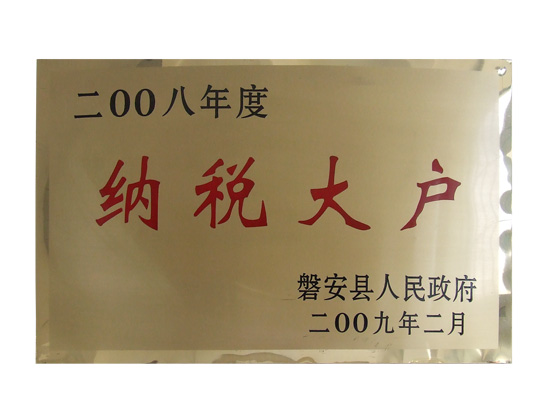 二00八年度
纳税大户
磐安县人民政府
二00九年二月